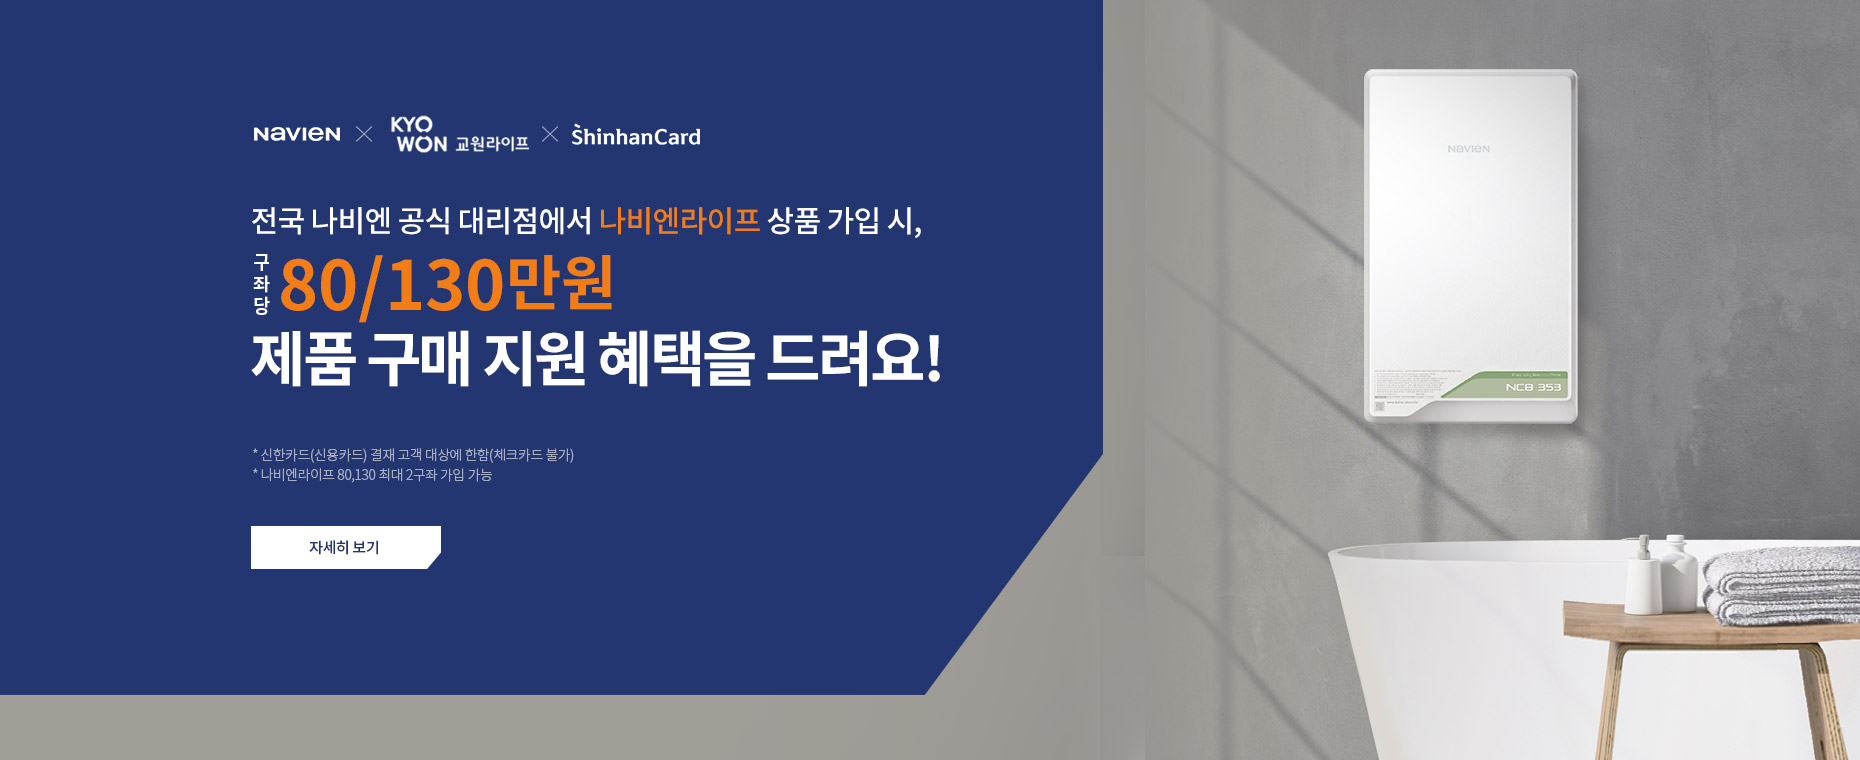 NAVIEN × KYOWON 교원라이프 × ShinhanCard
전국 나비엔 공식 대리점에서 나비엔라이프 상품 가입 시,
구좌당 80/130만원
제품 구매 지원 혜택을 드려요!
* 신한카드(신용카드) 결재 고객 대상에 한함(체크카드 불가)
* 나비엔라이프 80,130 최대 2구좌 가입 가능
자세히 보기
NAVIEN
NCB 353